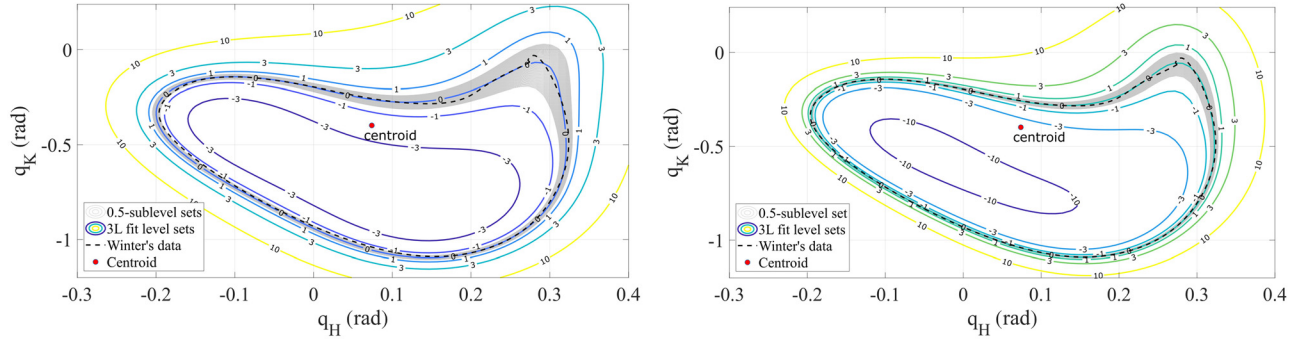 0
-0.5
-1
q_K (rad)
-0.3
-0.2
-0.1
0
0.1
0.2
0.3
0.4
q_H (rad)
centroid
0.5-sublevel sets
3L fit level sets
Winter's data
Centroid
10
3
1
0
-1
-3
0
-0.5
-1
q_K (rad)
-0.3
-0.2
-0.1
0
0.1
0.2
0.3
0.4
q_H (rad)
centroid
0.5-sublevel set
3L fit level sets
Winter's data
Centroid
10
3
1
0
-1
-3
-10